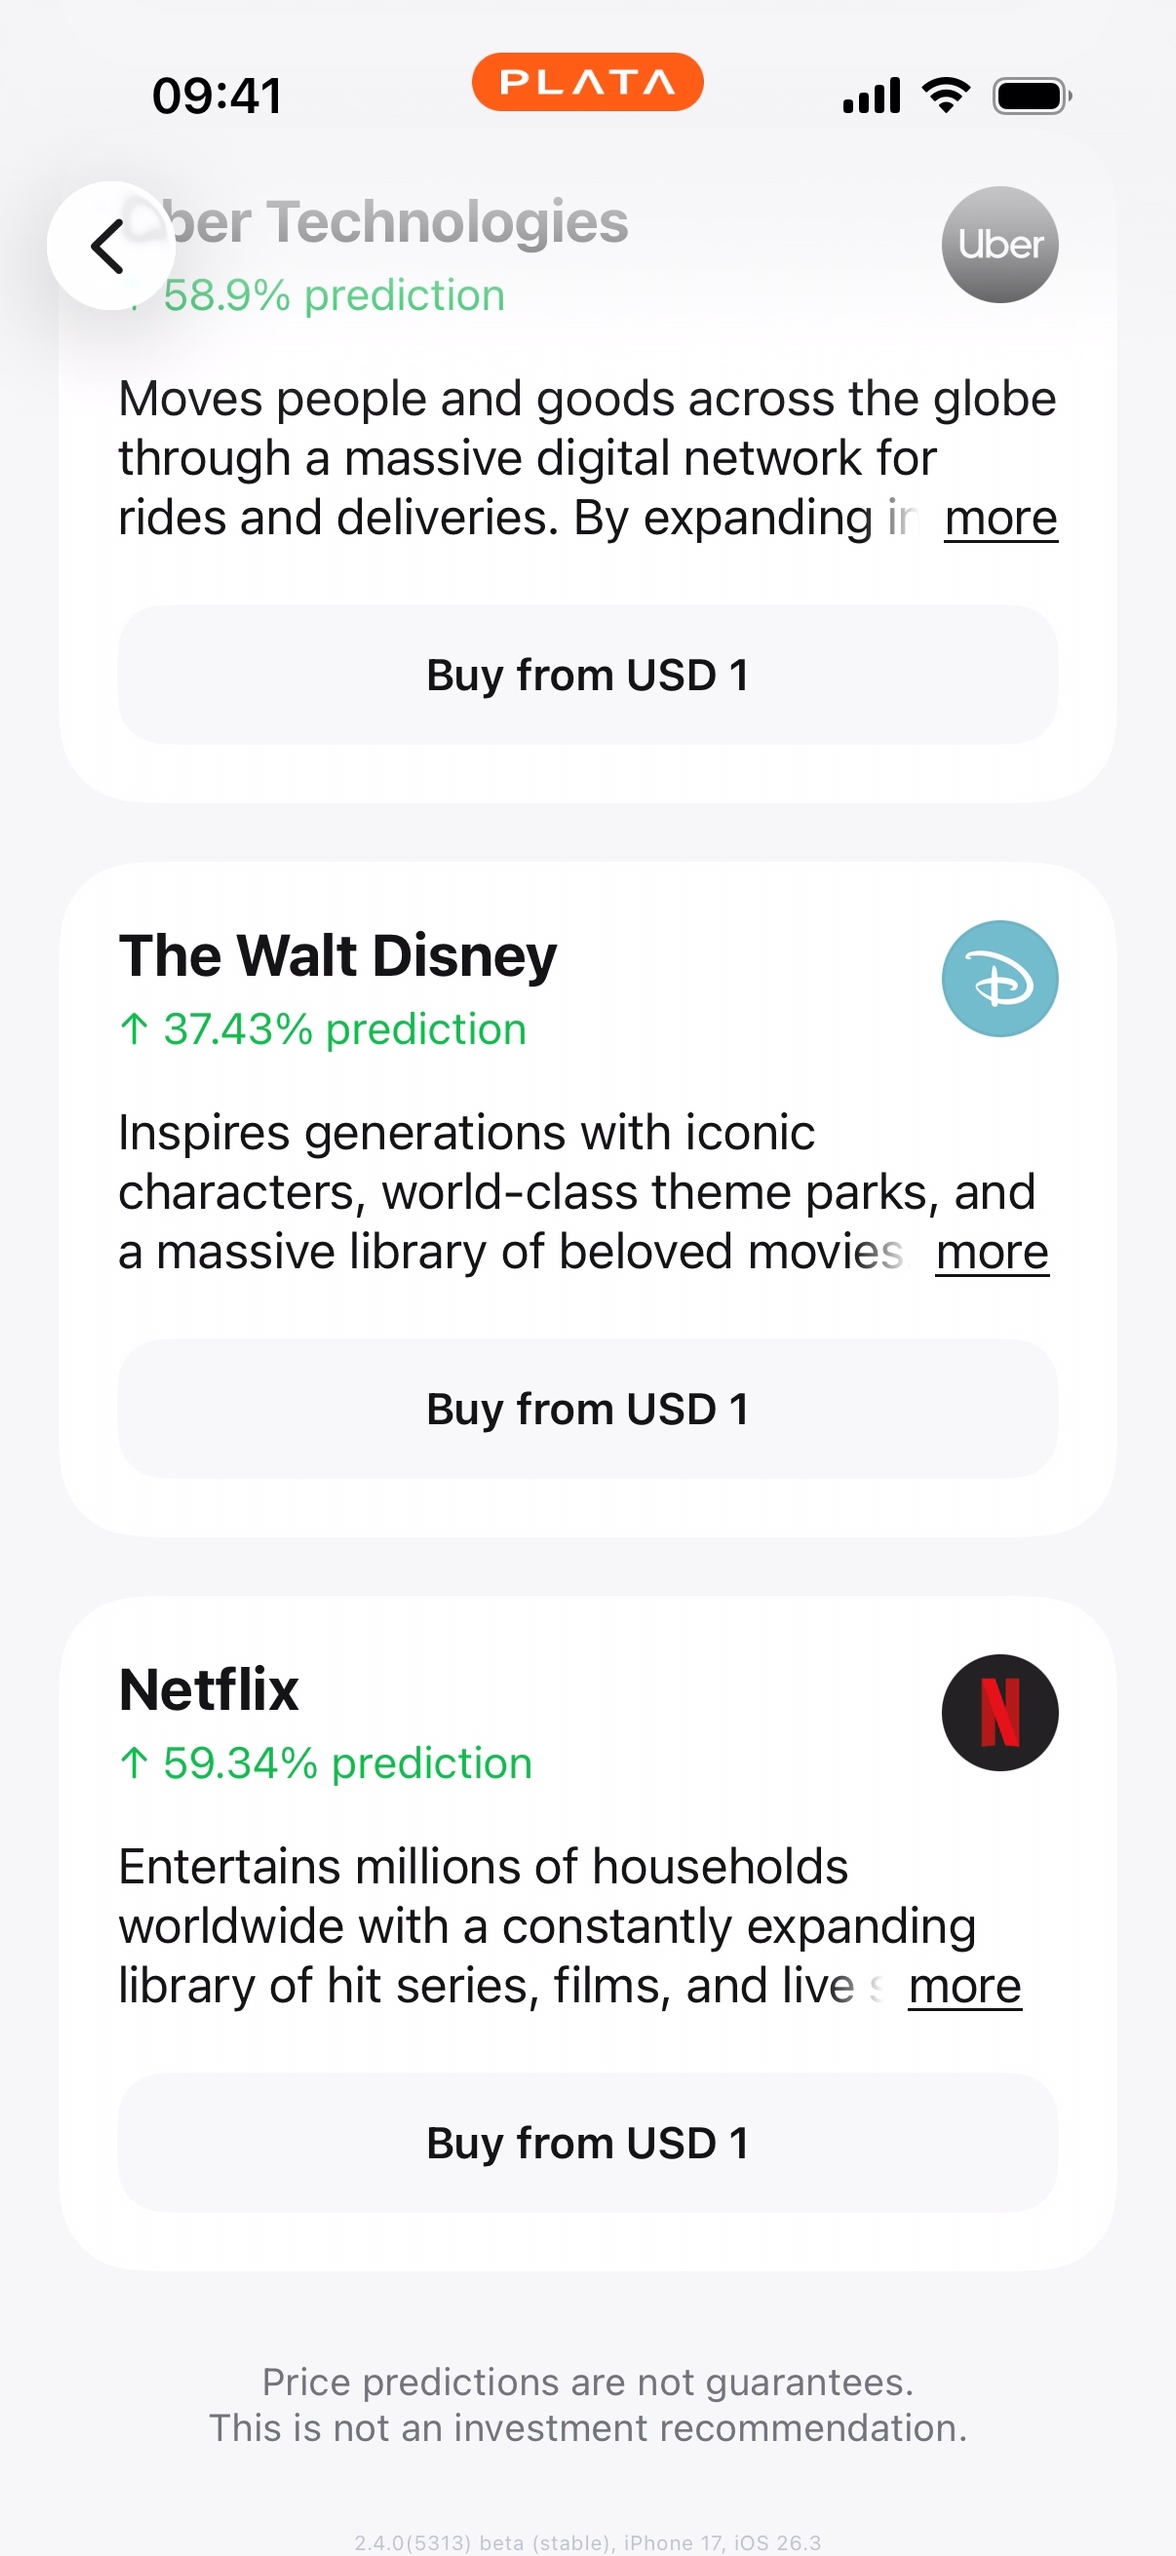 09:41
PLATA
ber Technologies
Uber
58.9% prediction
Moves people and goods across the globe
through a massive digital network for
rides and deliveries. By expanding more
Buy from USD 1
The Walt Disney
D
↑ 37.43% prediction
Inspires generations with iconic
characters, world-class theme parks, and
a massive library of beloved movies. more
Buy from USD 1
Netflix
N
↑ 59.34% prediction
Entertains millions of households
worldwide with a constantly expanding
library of hit series, films, and live more
Buy from USD 1
Price predictions are not guarantees.
This is not an investment recommendation.
2.4.0(5313) beta (stable), iPhone 17, iOS 26.3